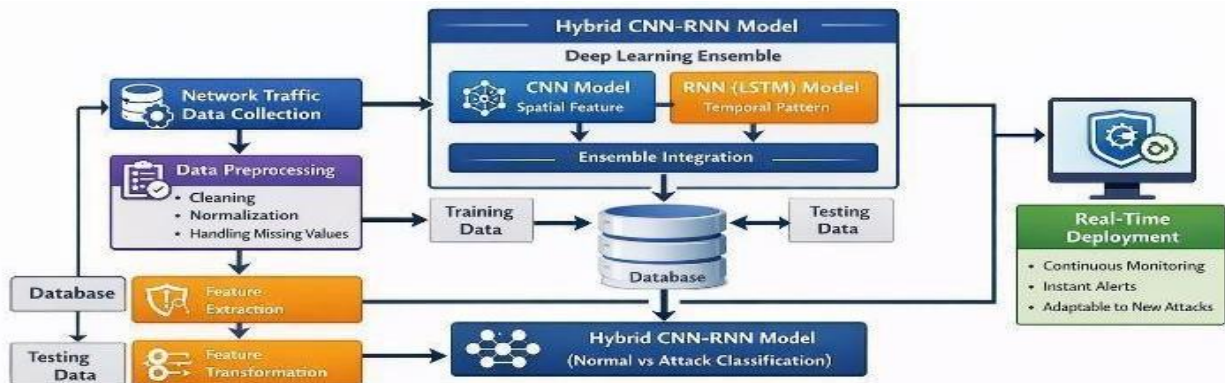 Hybrid CNN-RNN Model
Deep Learning Ensemble
CNN Model
Spatial Feature
RNN (LSTM) Model
Temporal Pattern
Ensemble Integration
Network Traffic
Data Collection
Data Preprocessing
• Cleaning
• Normalization
• Handling Missing Values
Training
Data
Database
Testing
Data
Real-Time
Deployment
• Continuous Monitoring
• Instant Alerts
• Adaptable to New Attacks
Database
Feature
Extraction
Testing
Data
Feature
Transformation
Hybrid CNN-RNN Model
(Normal vs Attack Classification)